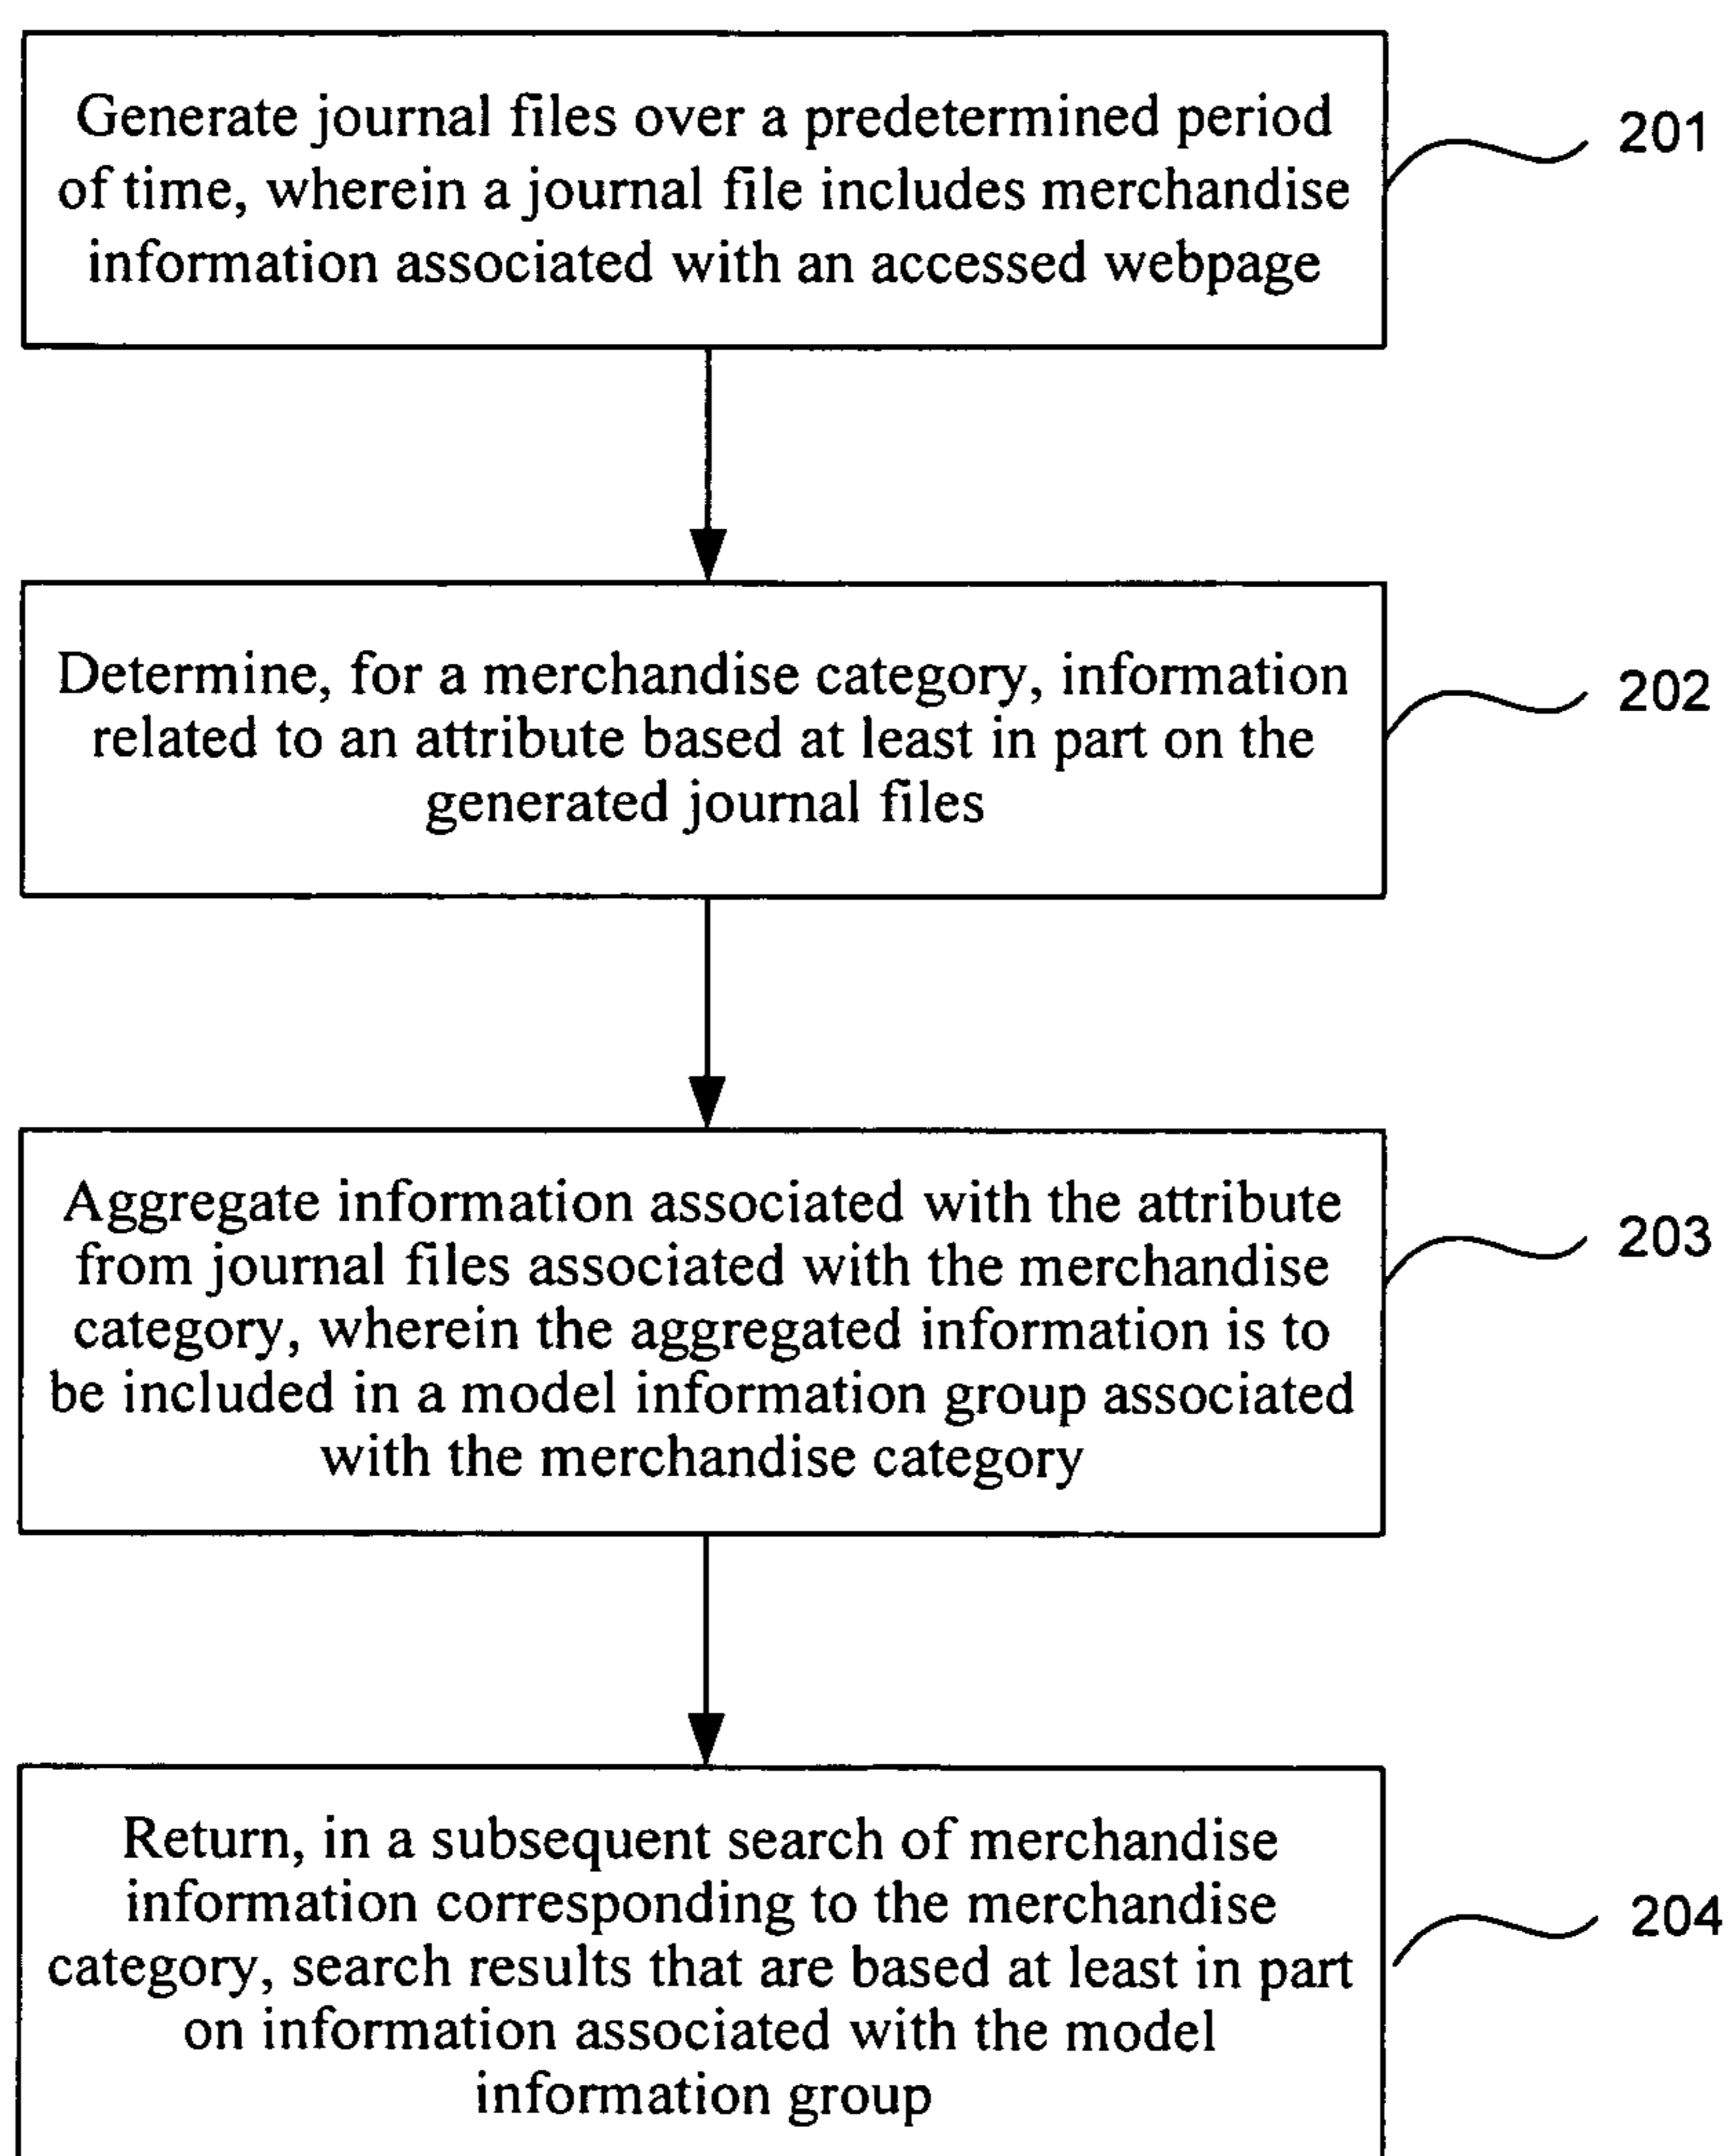 Generate journal files over a predetermined period
of time, wherein a journal file includes merchandise
information associated with an accessed webpage
201
Determine, for a merchandise category, information
related to an attribute based at least in part on the
generated journal files
202
Aggregate information associated with the attribute
from journal files associated with the merchandise
category, wherein the aggregated information is to
be included in a model information group associated
with the merchandise category
203
Return, in a subsequent search of merchandise
information corresponding to the merchandise
category, search results that are based at least in part
on information associated with the model
information group
204